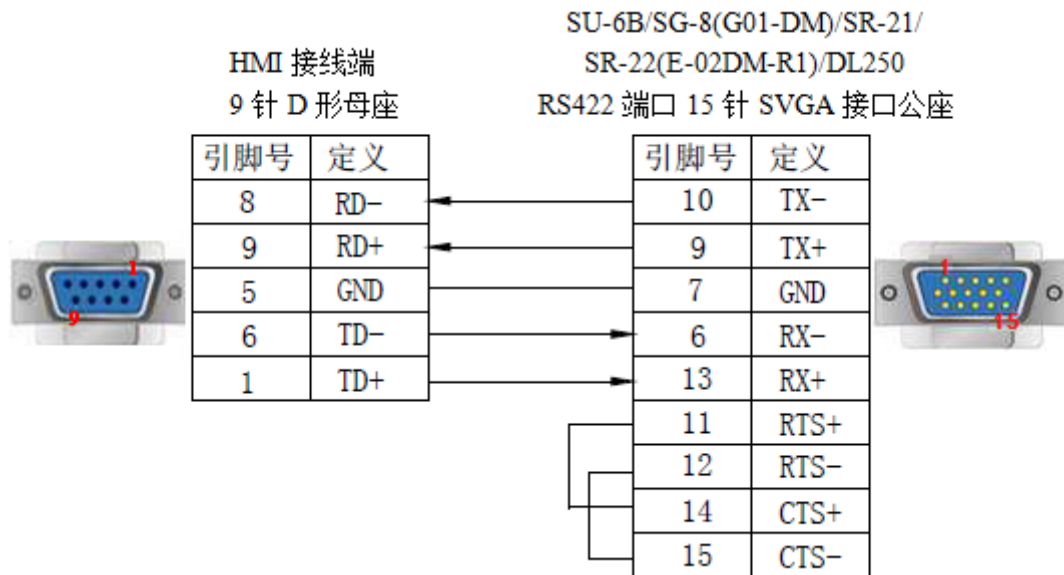 SU-6B/SG-8(G01-DM)/SR-21/
SR-22(E-02DM-R1)/DL250
RS422 端口 15 针 SVGA 接口公座
HMI 接线端
9 针 D 形母座
引脚号 定义
8 RD-
9 RD+
5 GND
6 TD-
1 TD+
1
9
引脚号 定义
10 TX-
9 TX+
7 GND
6 RX-
13 RX+
11 RTS+
12 RTS-
14 CTS+
15 CTS-
1
15